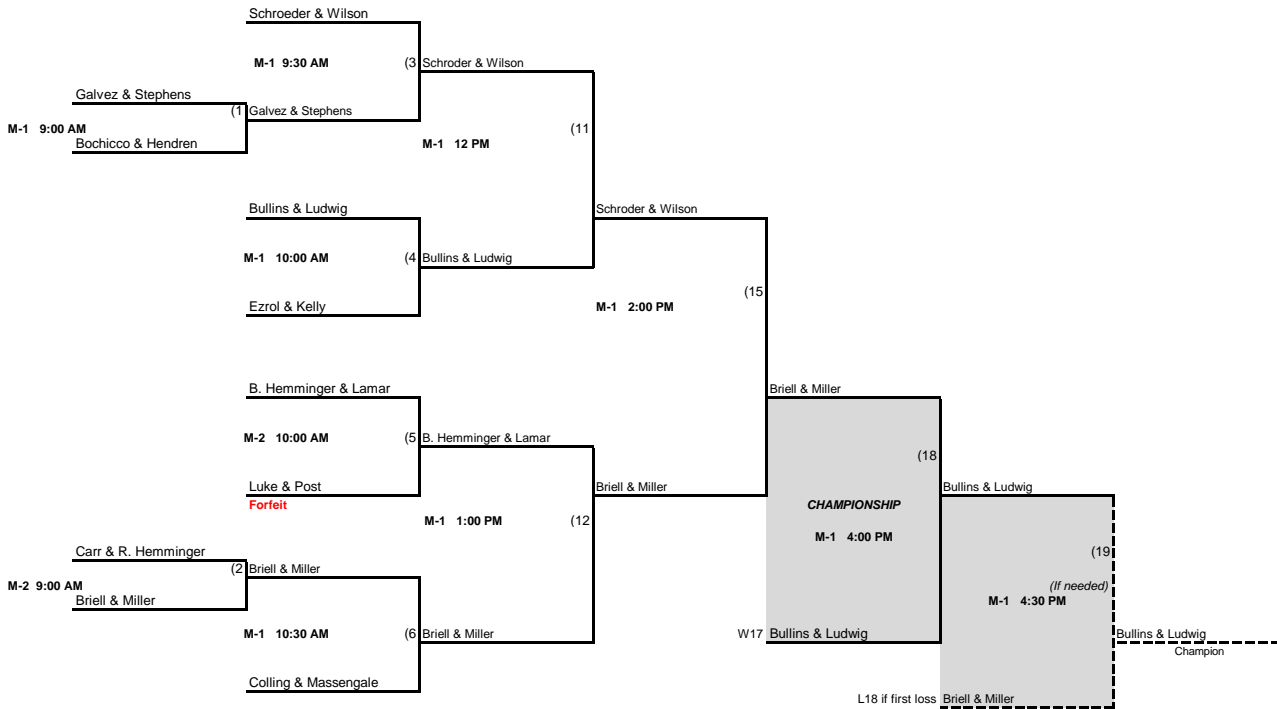 Schroeder & Wilson
M-1 9:30 AM (3 Schroder & Wilson
Galvez & Stephens
(1 Galvez & Stephens
M-1 9:00 AM (11
Bochicco & Hendren
M-1 12 PM
Bullins & Ludwig
Schroder & Wilson
M-1 10:00 AM (4 Bullins & Ludwig
(15
Ezrol & Kelly
M-1 2:00 PM
B. Hemminger & Lamar
Briell & Miller
M-2 10:00 AM (5 B. Hemminger & Lamar
(18
Luke & Post
Briell & Miller
Bullins & Ludwig
Forfeit
CHAMPIONSHIP
M-1 1:00 PM (12
M-1 4:00 PM
Carr & R. Hemminger
(19
(2 Briell & Miller
M-2 9:00 AM
(If needed)
Briell & Miller
M-1 4:30 PM
M-1 10:30 AM (6 Briell & Miller
W17 Bullins & Ludwig
Bullins & Ludwig
Champion
Colling & Massengale
L18 if first loss Briell & Miller